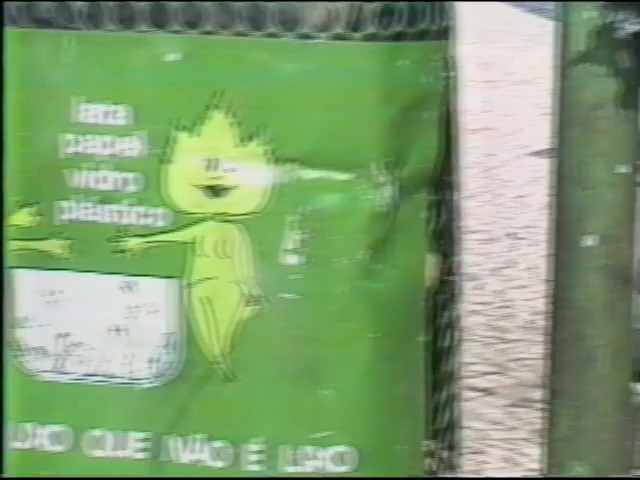 lata
papel
vidro
plástico
LIXO QUE NÃO É LIXO